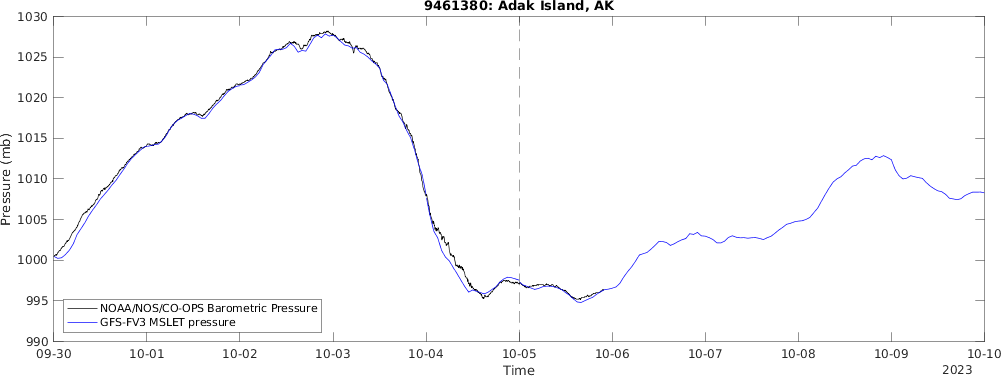 9461380: Adak Island, AK
1030
1025
1020
1015
1010
1005
1000
995
990
Pressure (mb)
NOAA/NOS/CO-OPS Barometric Pressure
GFS-FV3 MSLET pressure
09-30 10-01 10-02 10-03 10-04 10-05 10-06 10-07 10-08 10-09 10-10
Time
2023